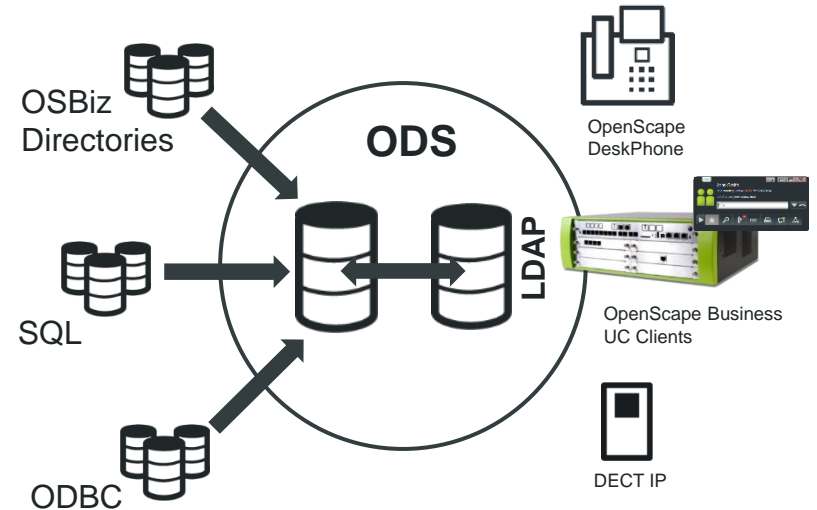 OSBiz
Directories
SQL
ODBC
ODS
LDAP
OpenScape
DeskPhone
OpenScape Business
UC Clients
DECT IP